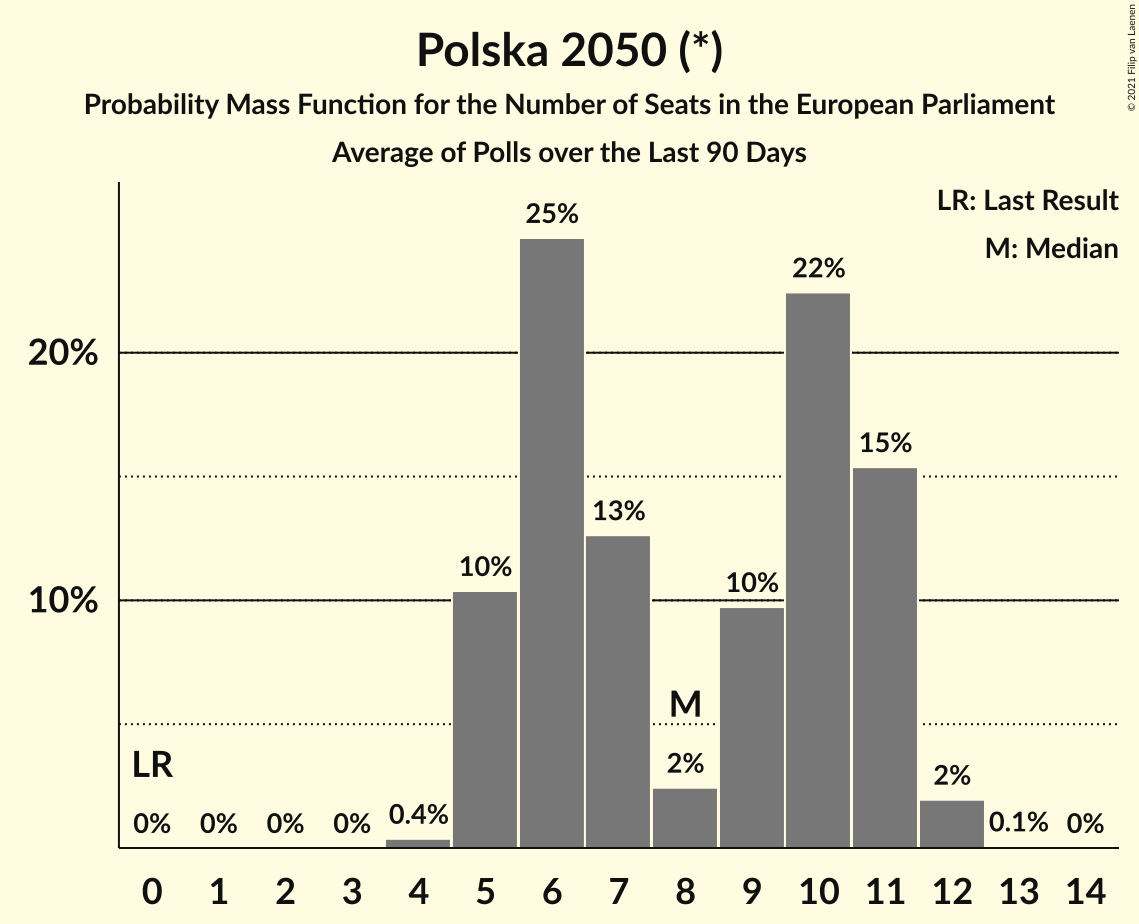 Polska 2050 (*)
Probability Mass Function for the Number of Seats in the European Parliament
Average of Polls over the Last 90 Days
© 2021 Filip van Laenen
LR: Last Result
M: Median
20%
10%
LR
M
0%
0%
0%
0%
0.4%
10%
25%
13%
2%
10%
22%
15%
2%
0.1%
0%
0 1 2 3 4 5 6 7 8 9 10 11 12 13 14